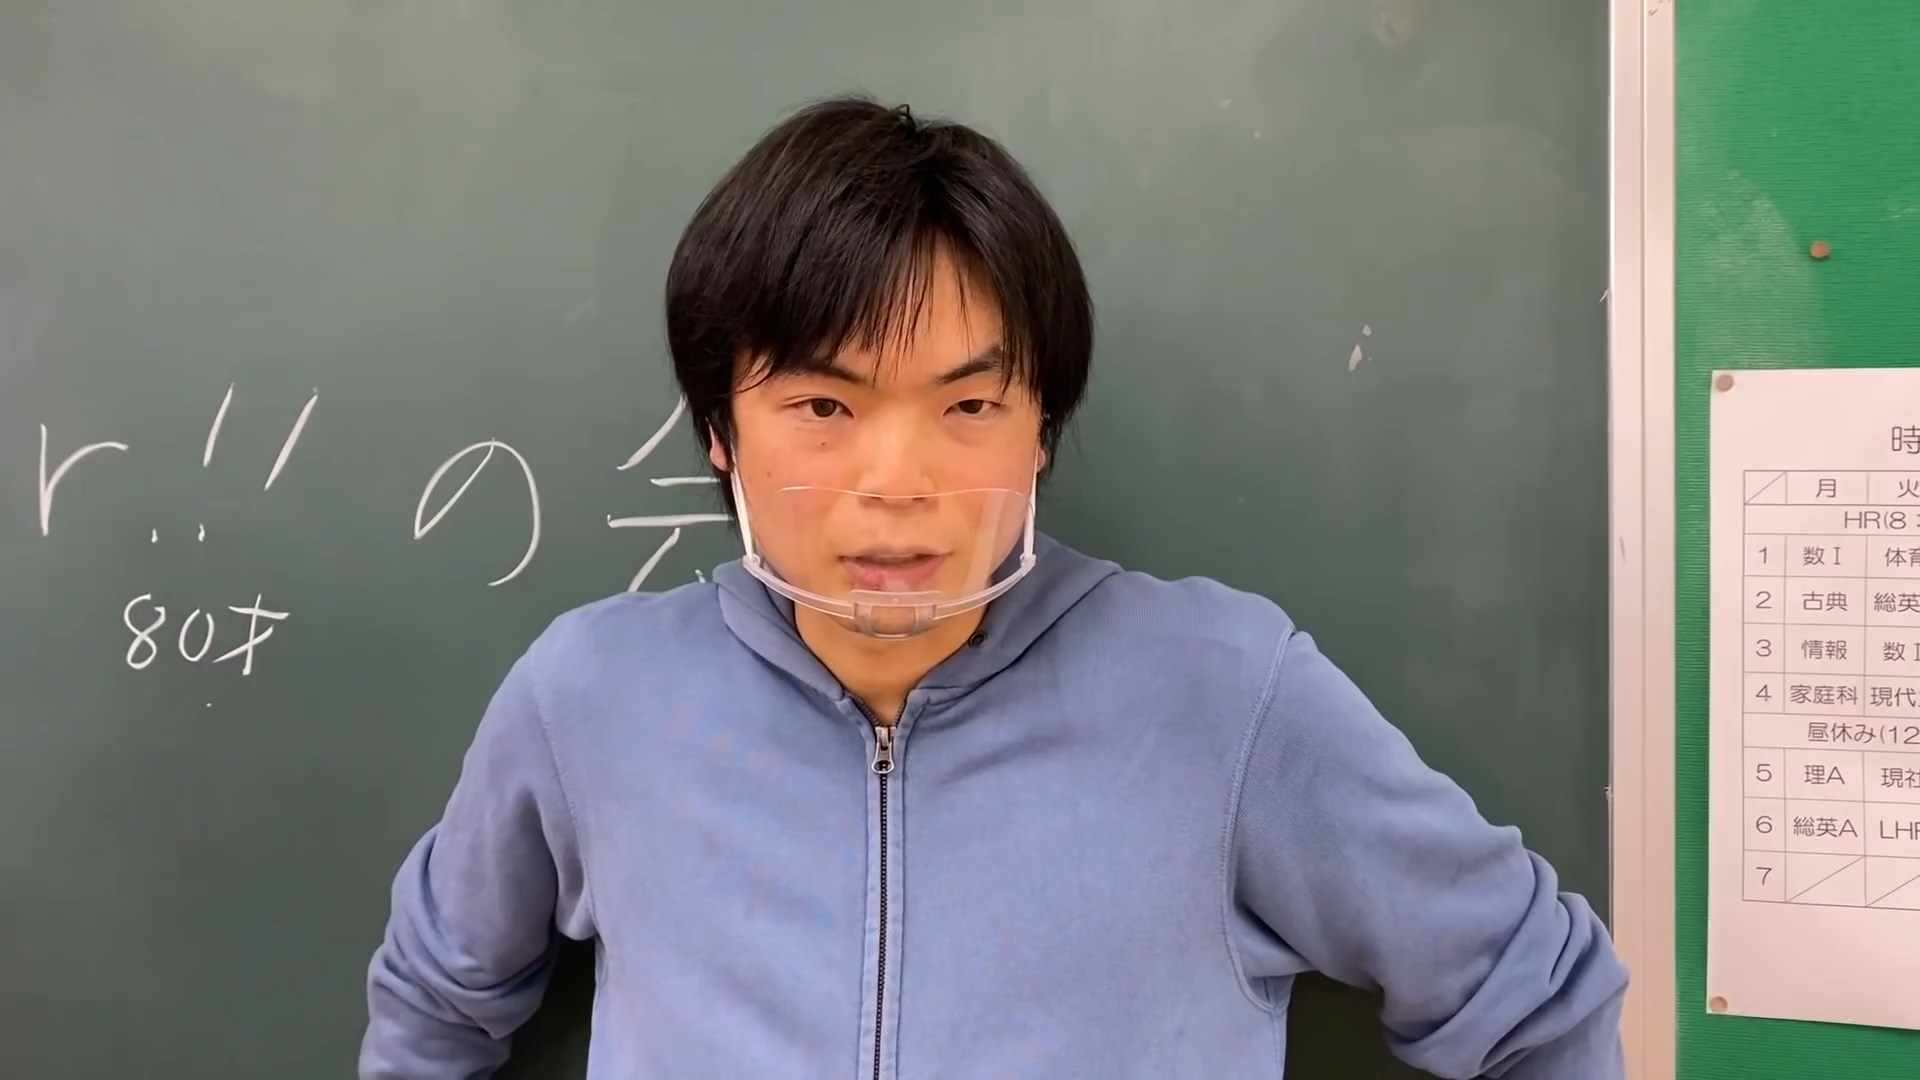 r!! の会
80才
時
月 火
HR(8:
1 数Ⅰ 体育
2 古典 総英
3 情報 数Ⅰ
4 家庭科 現代
昼休み(12
5 理A 現社
6 総英A LHR
7